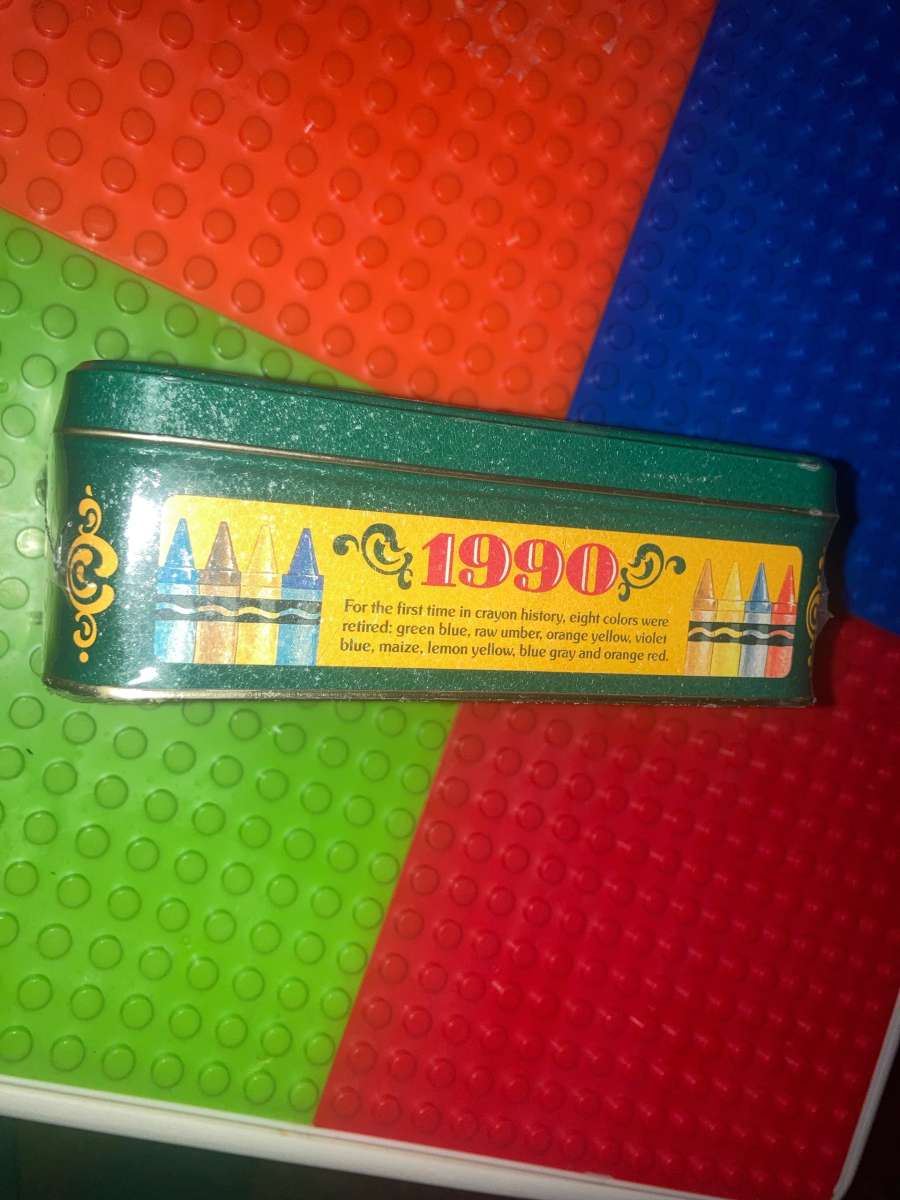 1990
For the first time in crayon history, eight colors were
retired: green blue, raw umber, orange yellow, violet
blue, maize, lemon yellow, blue gray and orange red.